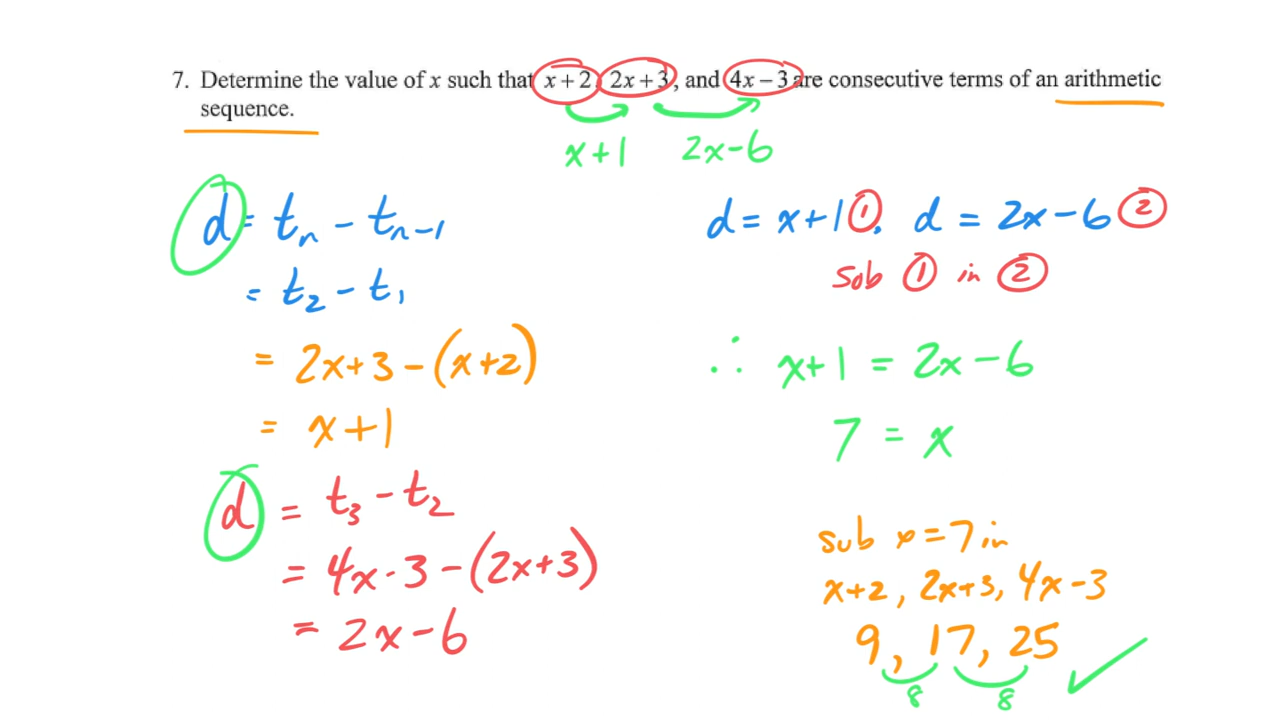 7. Determine the value of x such that x + 2, 2x + 3, and 4x – 3 are consecutive terms of an arithmetic
sequence.
x+1 2x-6
d = tₙ - tₙ₋₁
= t₂ - t₁
= 2x+3-(x+2)
= x+1
d = t₃ - t₂
= 4x-3-(2x+3)
= 2x-6
d = x+1 ①, d = 2x-6 ②
sub ① in ②
∴ x+1 = 2x-6
7 = x
sub x=7 in
x+2, 2x+3, 4x-3
9, 17, 25
8 8